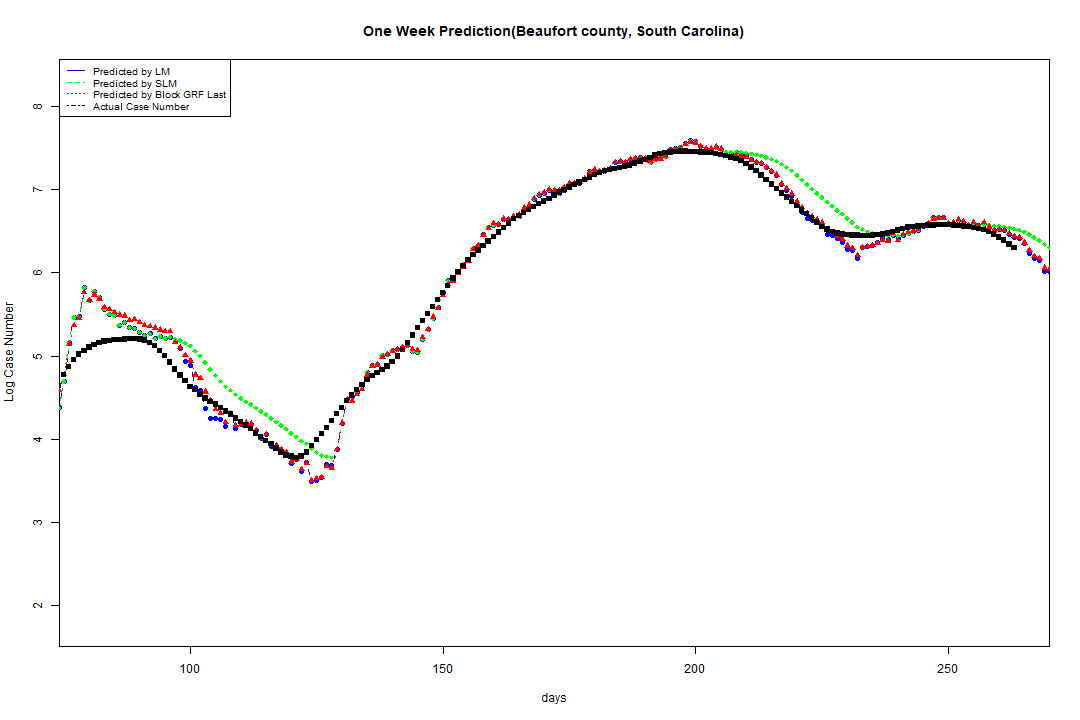 One Week Prediction(Beaufort county, South Carolina)
Predicted by LM
Predicted by SLM
Predicted by Block GRF Last
Actual Case Number
8
7
6
5
4
3
2
Log Case Number
100 150 200 250
days